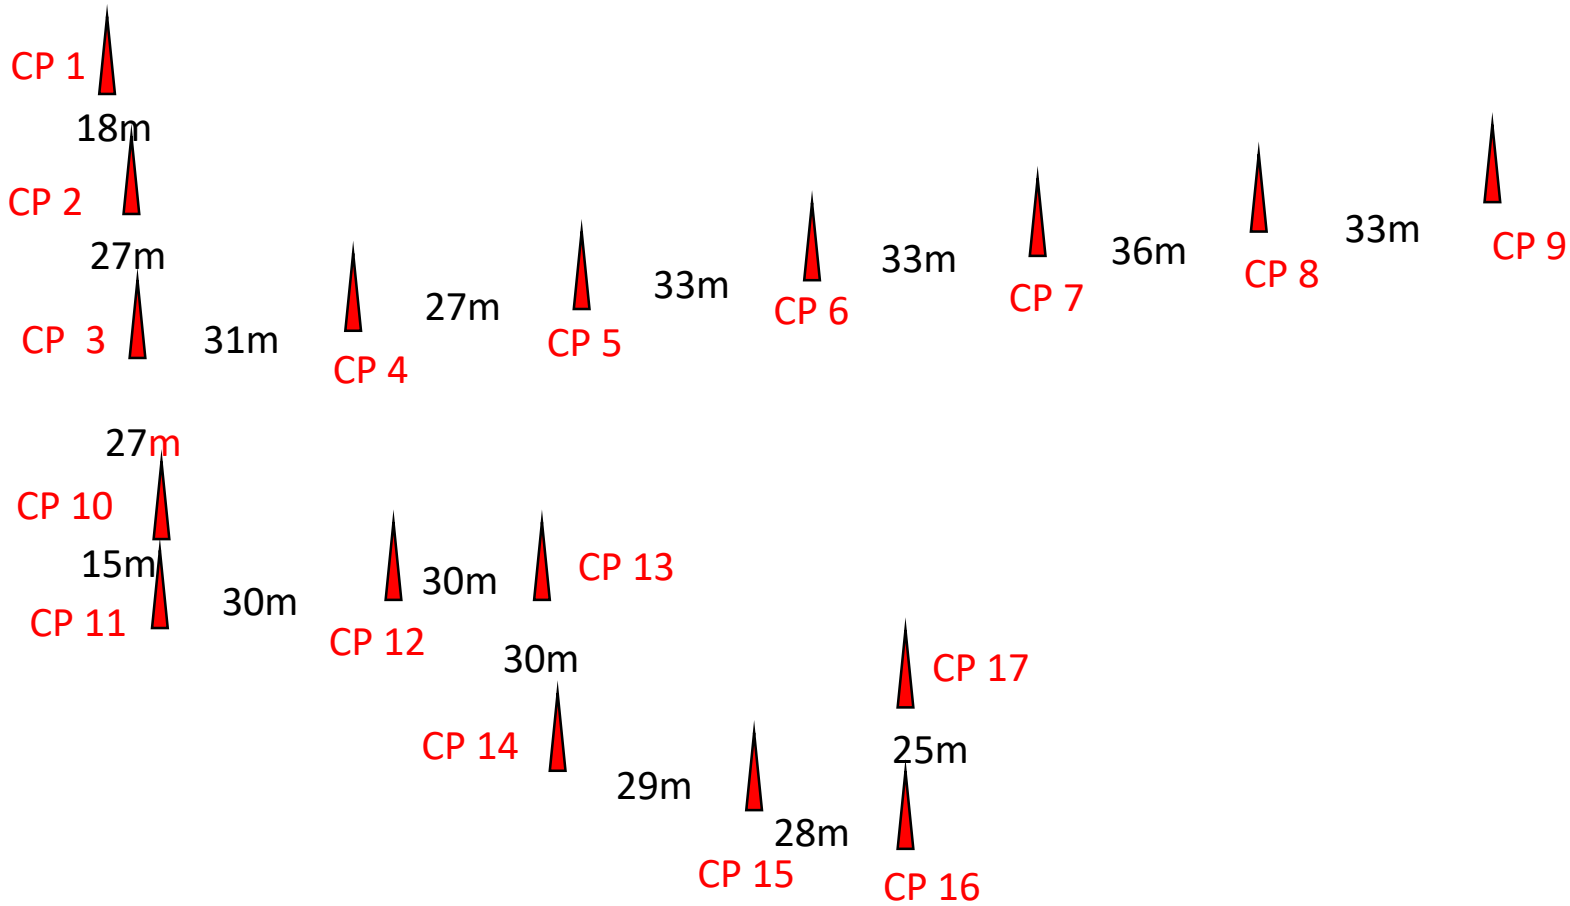 CP 1
18m
CP 2
27m
CP  3
31m
CP 4
27m
CP 5
33m
CP 6
33m
CP 7
36m
CP 8
33m
CP 9
27m
CP 10
15m
CP 11
30m
CP 12
30m
CP 13
30m
CP 14
29m
CP 15
28m
CP 16
25m
CP 17